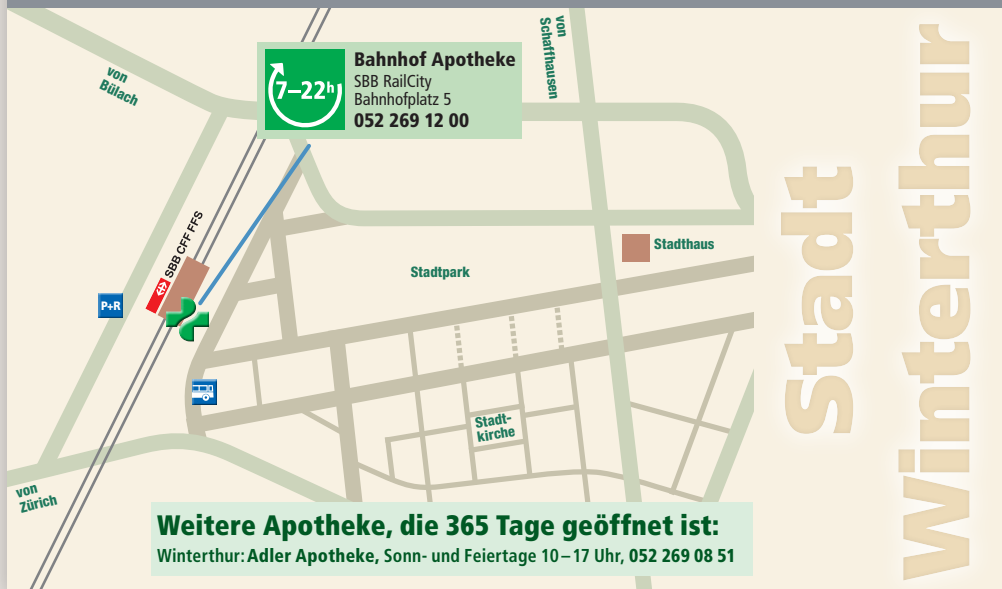 von
Schaffhausen
von
Bülach
7–22h
Bahnhof Apotheke
SBB RailCity
Bahnhofplatz 5
052 269 12 00
SBB CFF FFS
P+R
Stadtpark
Stadthaus
Stadt-
kirche
von
Zürich
Stadt
Winterthur
Weitere Apotheke, die 365 Tage geöffnet ist:
Winterthur: Adler Apotheke, Sonn- und Feiertage 10–17 Uhr, 052 269 08 51